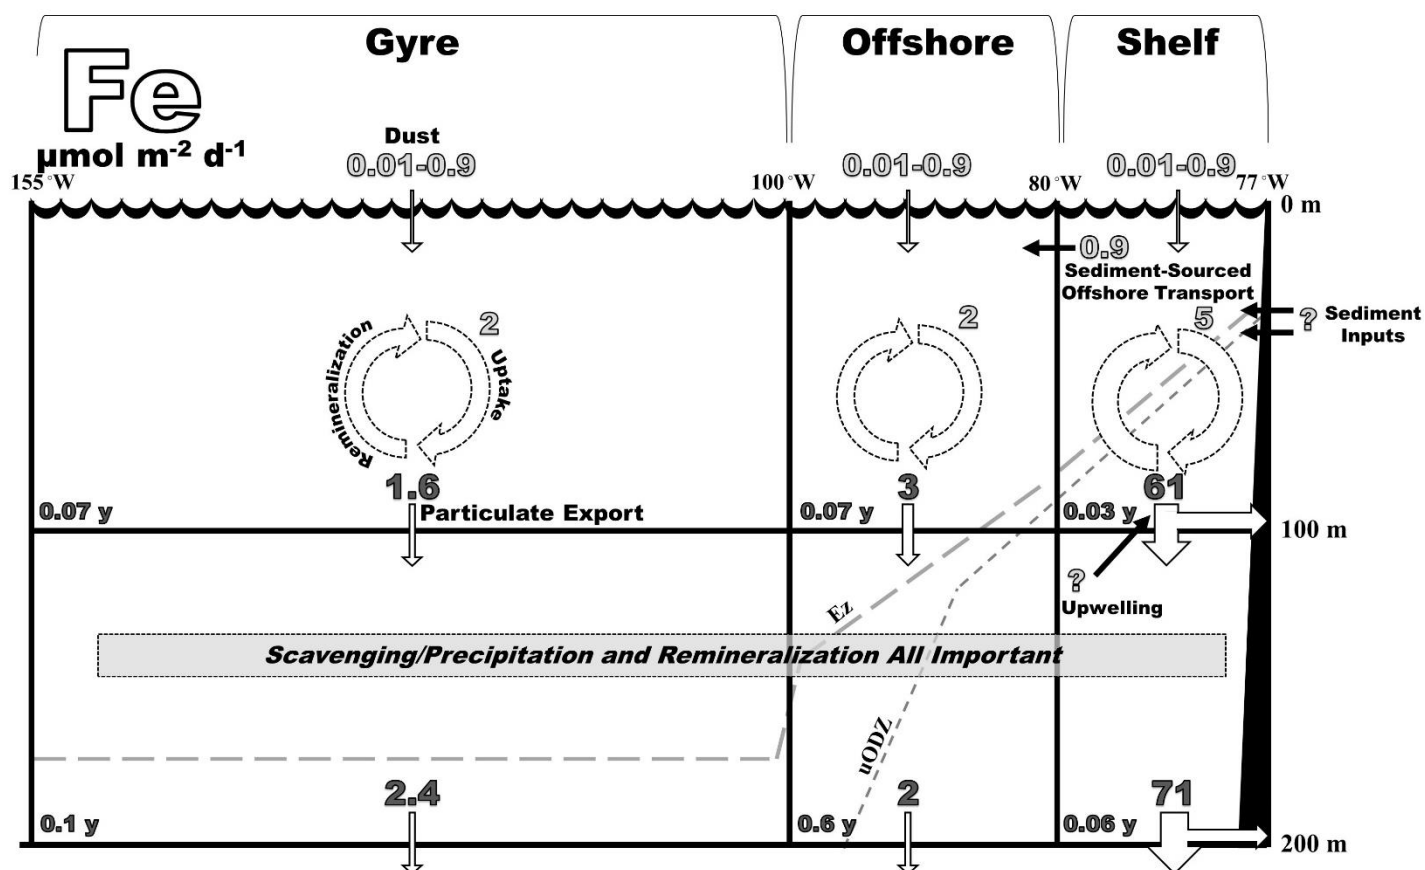 Gyre
Offshore
Shelf
Fe
µmol m-2 d-1
Dust
0.01-0.9
0.01-0.9
0.01-0.9
155°W
100°W
80°W
77°W
0 m
0.9
Sediment-Sourced
Offshore Transport
? Sediment
Inputs
2
2
5
Remineralization
Uptake
1.6
3
61
Particulate Export
0.07 y
0.07 y
0.03 y
100 m
?
Upwelling
Ez
Scavenging/Precipitation and Remineralization All Important
uODZ
2.4
2
71
0.1 y
0.6 y
0.06 y
200 m